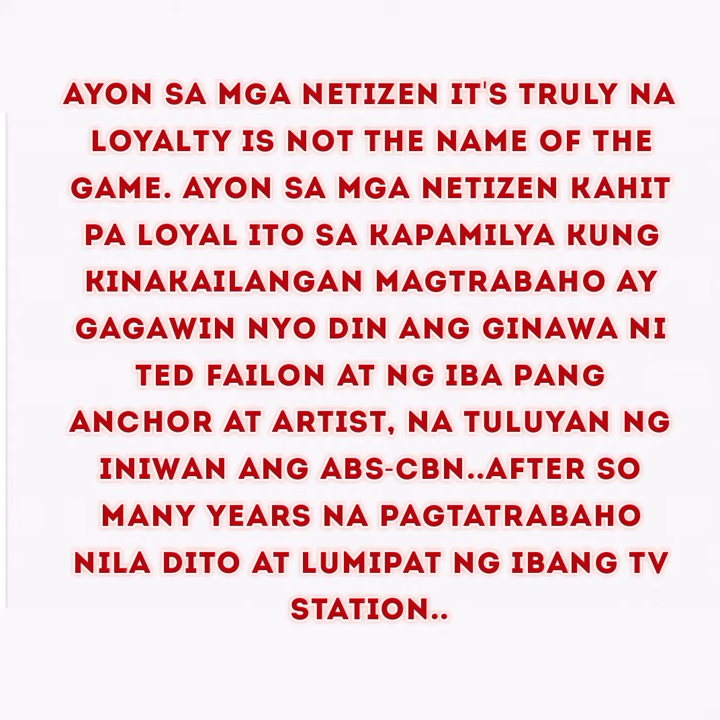 AYON SA MGA NETIZEN IT'S TRULY NA
LOYALTY IS NOT THE NAME OF THE
GAME. AYON SA MGA NETIZEN KAHIT
PA LOYAL ITO SA KAPAMILYA KUNG
KINAKAILANGAN MAGTRABAHO AY
GAGAWIN NYO DIN ANG GINAWA NI
TED FAILON AT NG IBA PANG
ANCHOR AT ARTIST, NA TULUYAN NG
INIWAN ANG ABS-CBN..AFTER SO
MANY YEARS NA PAGTATRABAHO
NILA DITO AT LUMIPAT NG IBANG TV
STATION..